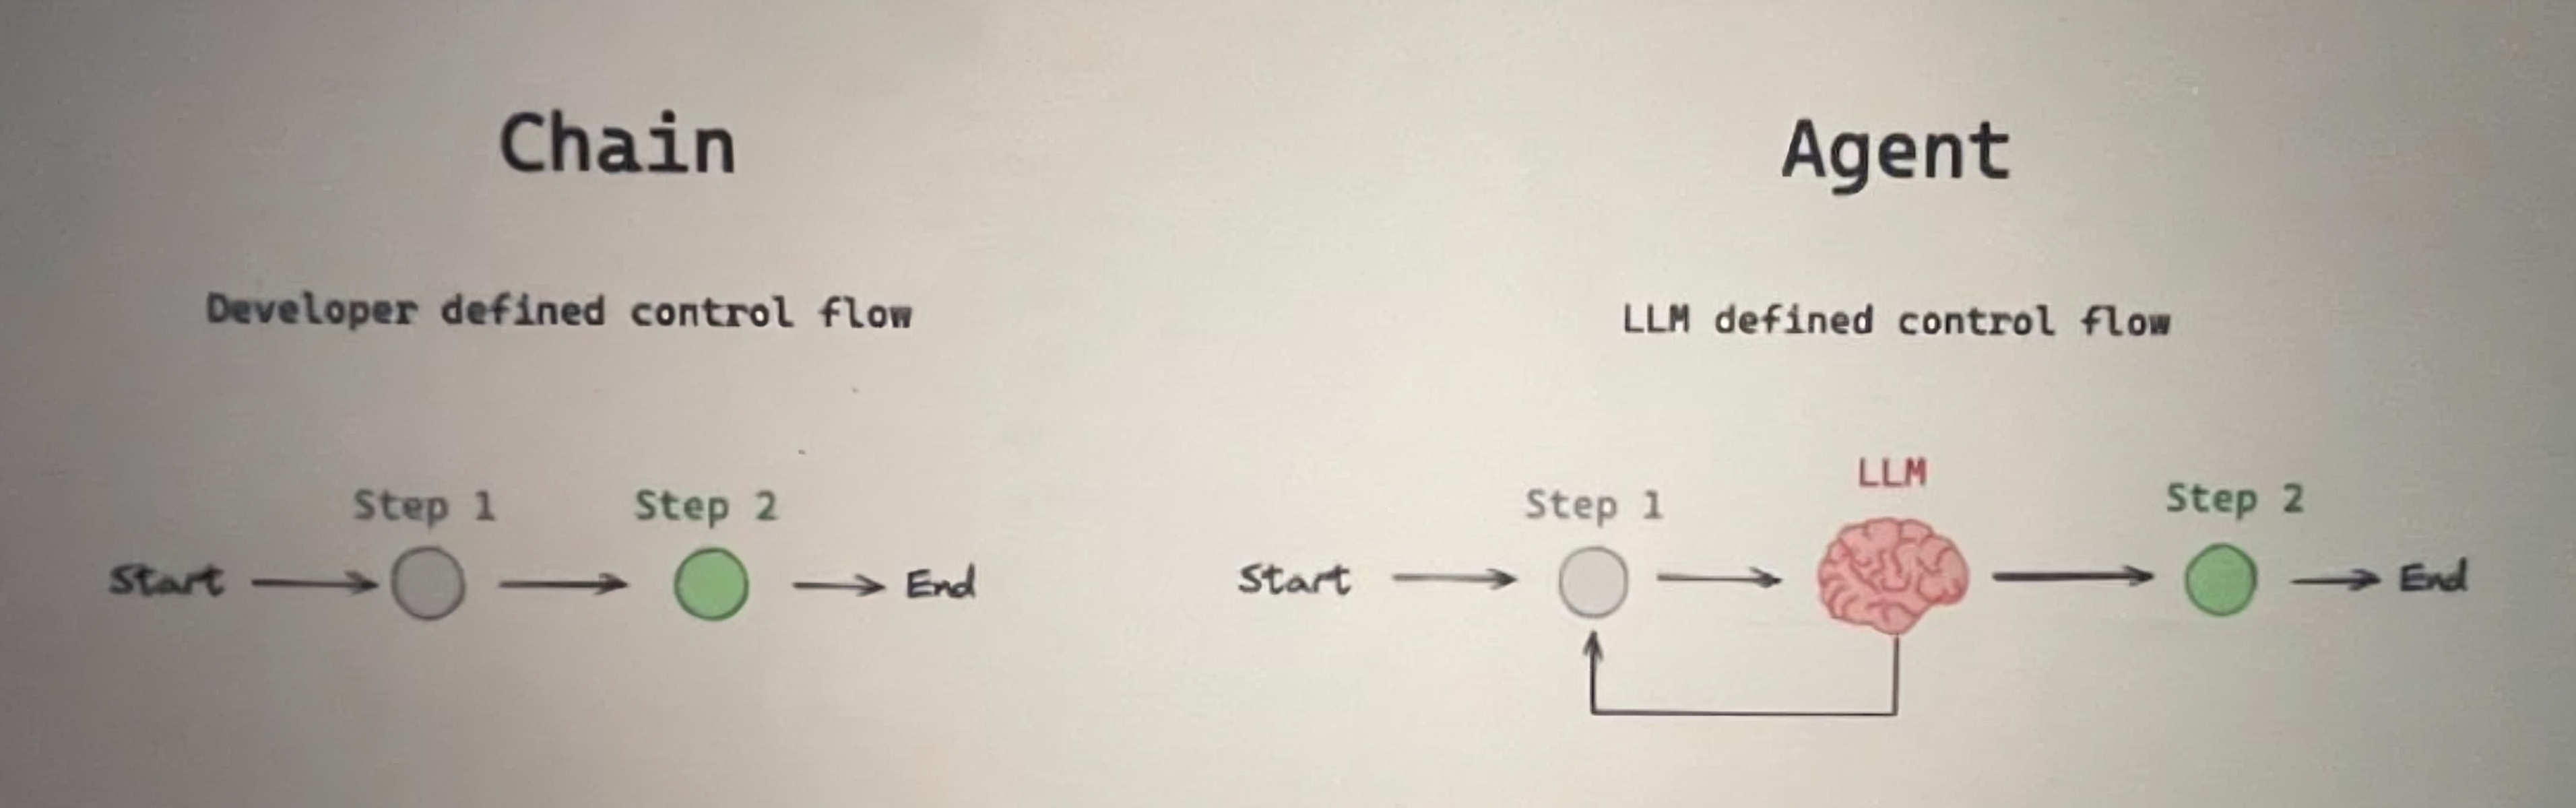 Chain
Developer defined control flow
Step 1
Step 2
Start
End
Agent
LLM defined control flow
LLM
Step 1
Step 2
Start
End